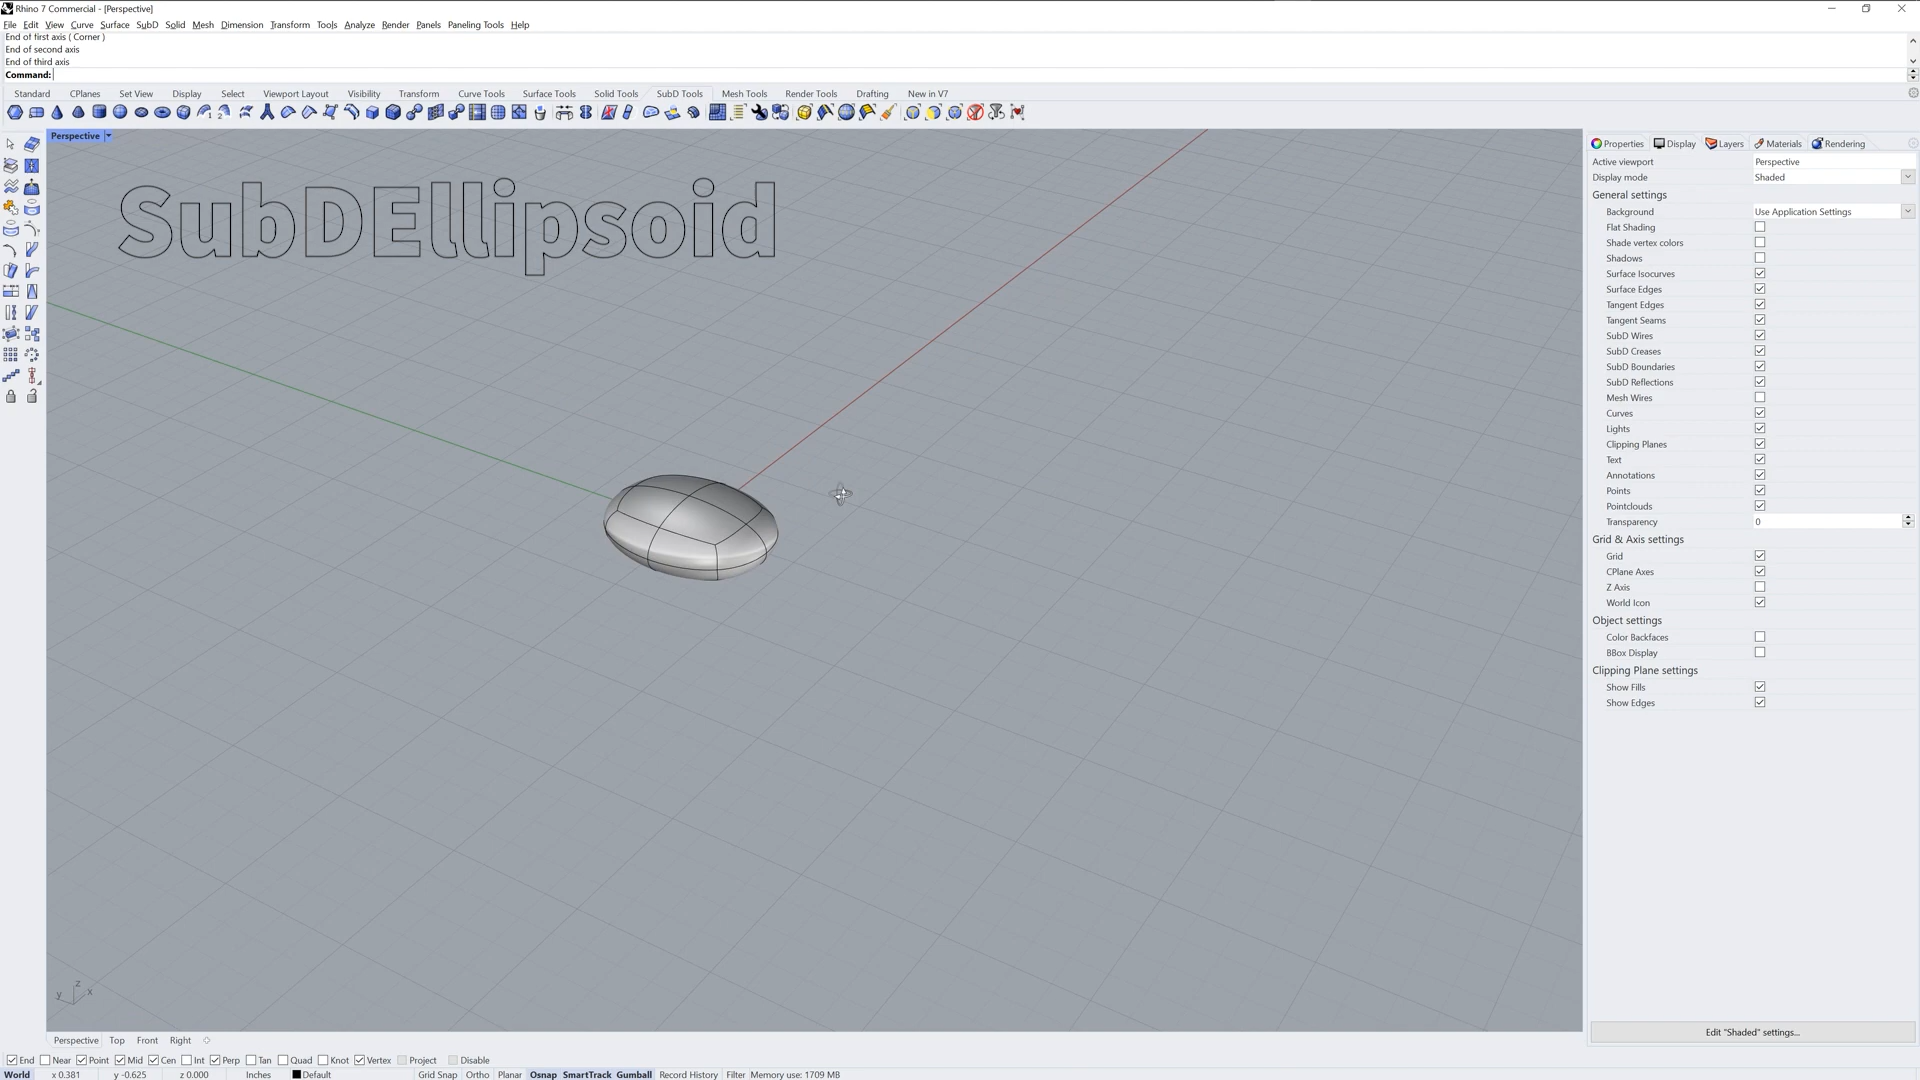 Rhino 7 Commercial - [Perspective]
File Edit View Curve Surface SubD Solid Mesh Dimension Transform Tools Analyze Render Panels Paneling Tools Help
End of first axis ( Corner )
End of second axis
End of third axis
Command:
Standard CPlanes Set View Display Select Viewport Layout Visibility Transform Curve Tools Surface Tools Solid Tools SubD Tools Mesh Tools Render Tools Drafting New in V7
Perspective
SubDEllipsoid
Properties Display Layers Materials Rendering
Active viewport Perspective
Display mode Shaded
General settings
Background Use Application Settings
Flat Shading
Shade vertex colors
Shadows
Surface Isocurves
Surface Edges
Tangent Edges
Tangent Seams
SubD Wires
SubD Creases
SubD Boundaries
SubD Reflections
Mesh Wires
Curves
Lights
Clipping Planes
Text
Annotations
Points
Pointclouds
Transparency 0
Grid & Axis settings
Grid
CPlane Axes
Z Axis
World Icon
Object settings
Color Backfaces
BBox Display
Clipping Plane settings
Show Fills
Show Edges
Edit "Shaded" settings...
z
y x
Perspective Top Front Right
End Near Point Mid Cen Int Perp Tan Quad Knot Vertex Project Disable
World x 0.381 y -0.625 z 0.000 Inches Default Grid Snap Ortho Planar Osnap SmartTrack Gumball Record History Filter Memory use: 1709 MB